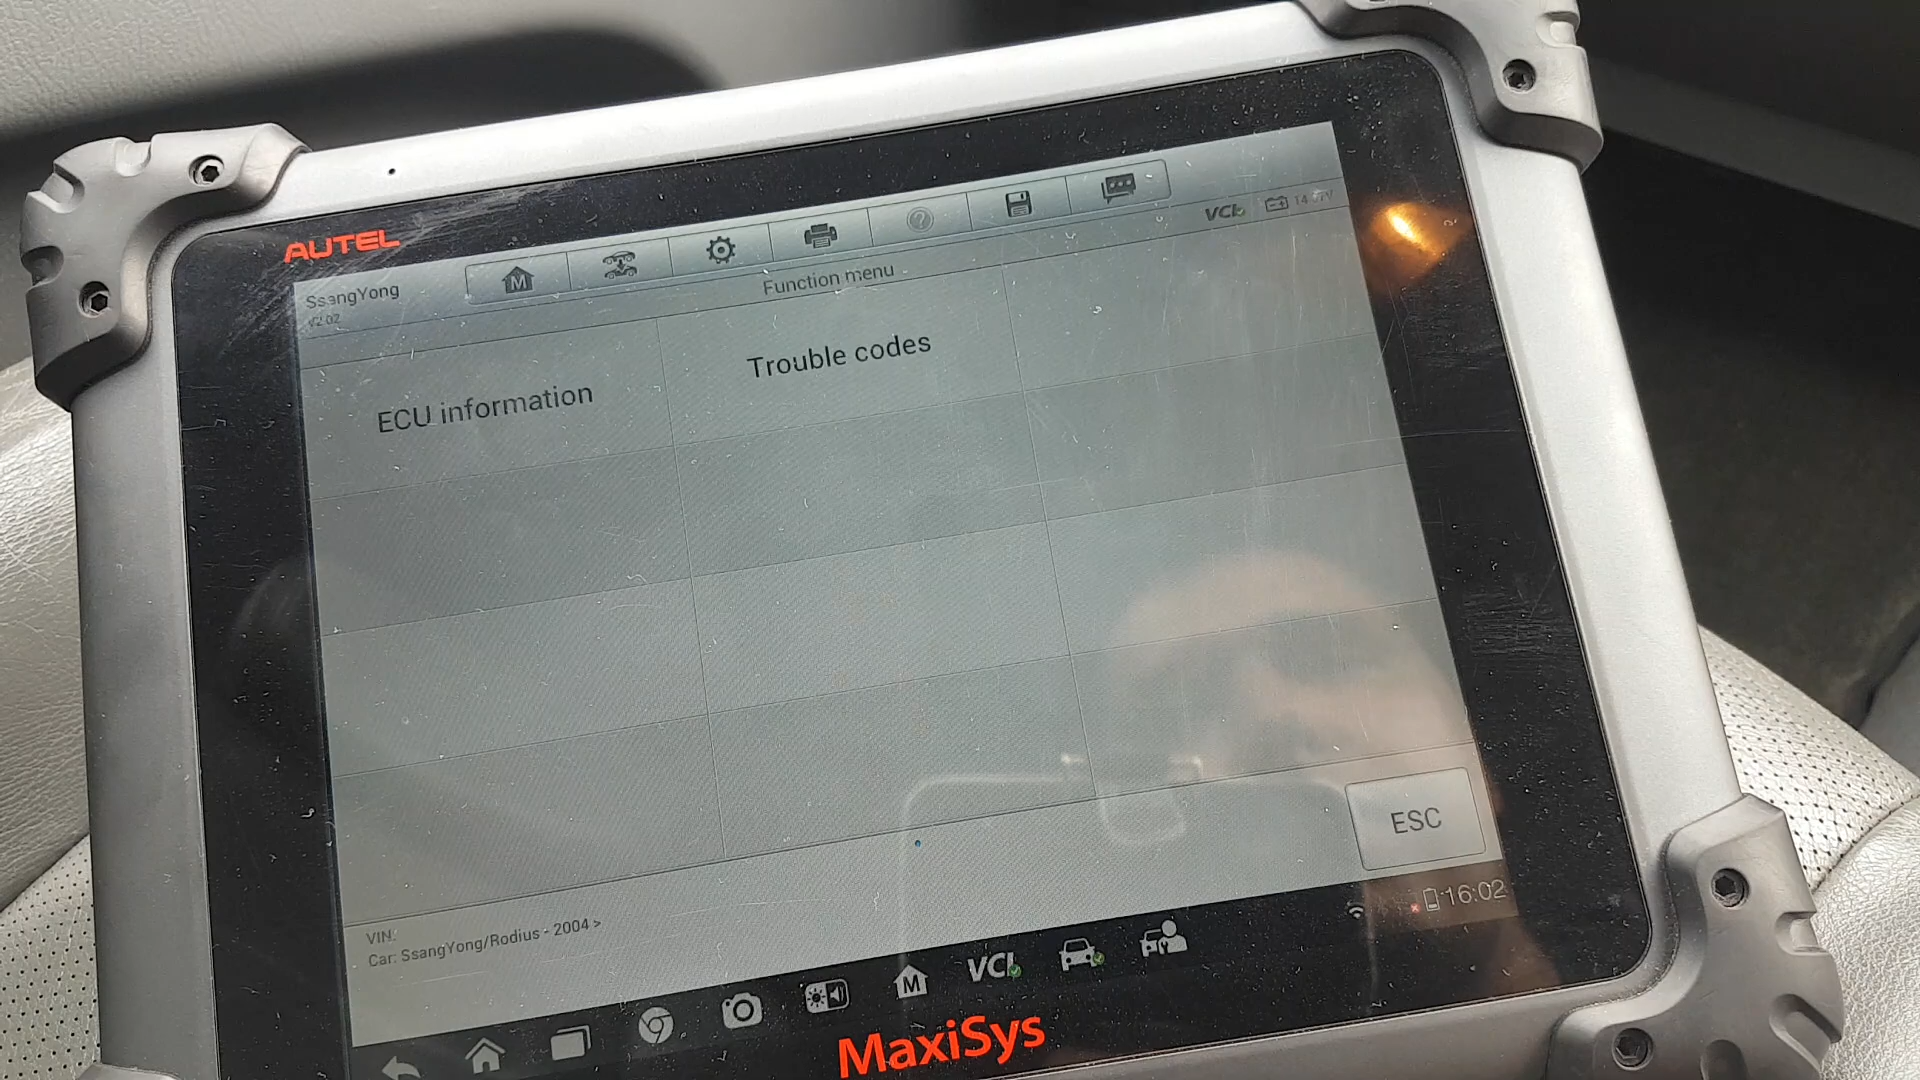 AUTEL
SsangYong
V2.02
M
VCI
Function menu
ECU information
Trouble codes
ESC
VIN:
Car: SsangYong/Rodius - 2004 >
16:02
M
VCI
MaxiSys